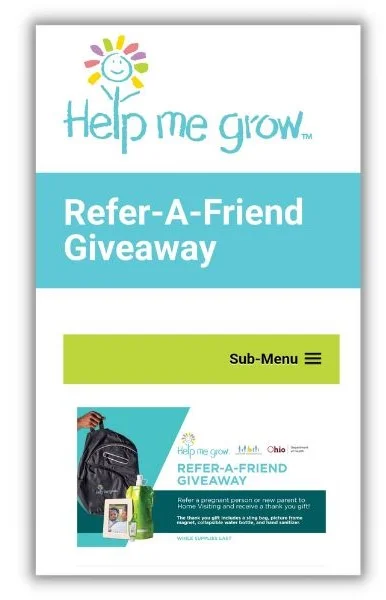 Help me grow™
Refer-A-Friend
Giveaway
Sub-Menu
Help me grow
Ohio
Department
of Health
REFER-A-FRIEND
GIVEAWAY
Refer a pregnant person or new parent to
Home Visiting and receive a thank you gift!
The thank you gift includes a sling bag, picture frame
magnet, collapsible water bottle, and hand sanitizer.
WHILE SUPPLIES LAST